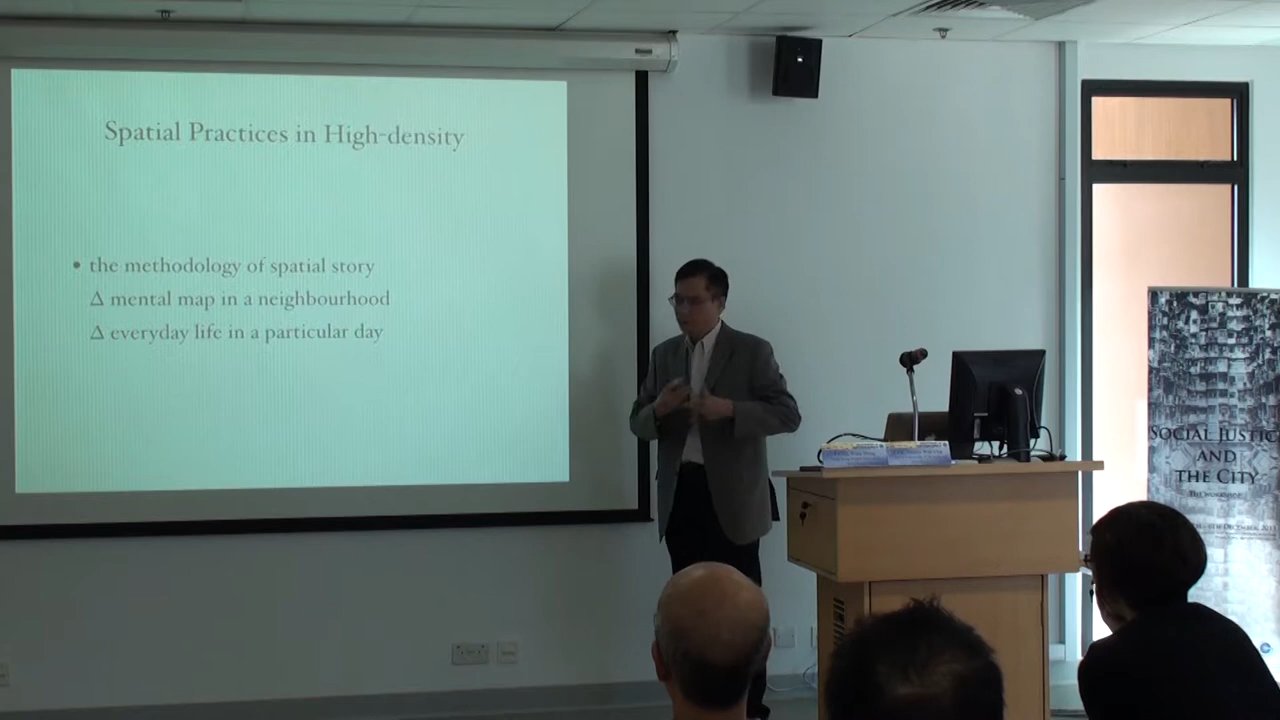 Spatial Practices in High-density
• the methodology of spatial story
Δ mental map in a neighbourhood
Δ everyday life in a particular day
SOCIAL JUSTIC
AND
THE CITY